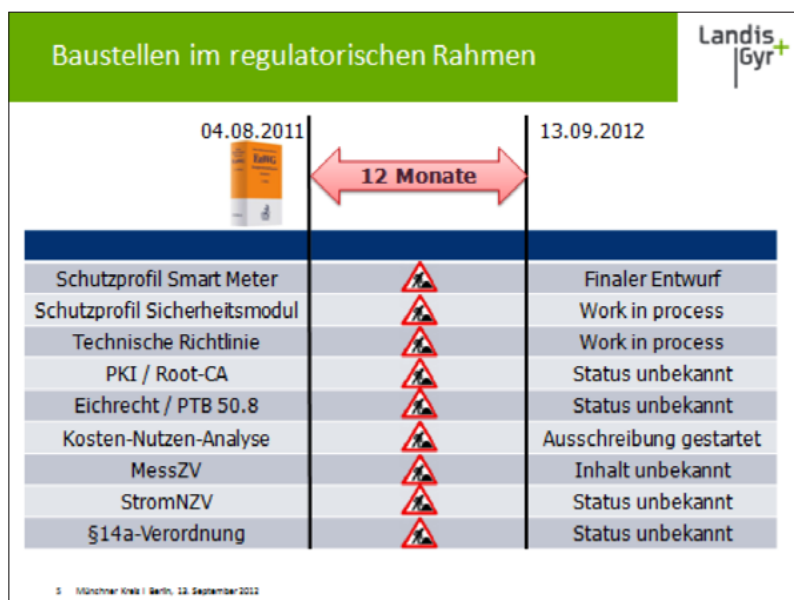 Baustellen im regulatorischen Rahmen
Landis
Gyr+
04.08.2011
13.09.2012
EnWG
12 Monate
Schutzprofil Smart Meter
Finaler Entwurf
Schutzprofil Sicherheitsmodul
Work in process
Technische Richtlinie
Work in process
PKI / Root-CA
Status unbekannt
Eichrecht / PTB 50.8
Status unbekannt
Kosten-Nutzen-Analyse
Ausschreibung gestartet
MessZV
Inhalt unbekannt
StromNZV
Status unbekannt
§14a-Verordnung
Status unbekannt
5 Münchner Kreis I Berlin, 13. September 2012